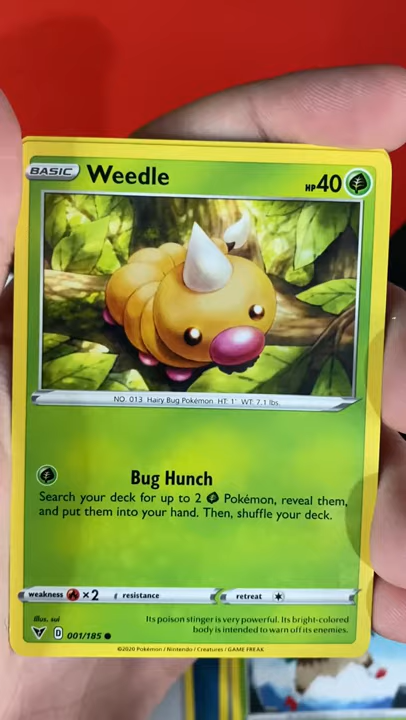 BASIC Weedle HP 40
NO. 013 Hairy Bug Pokémon HT: 1' WT: 7.1 lbs.
Bug Hunch
Search your deck for up to 2 Pokémon, reveal them,
and put them into your hand. Then, shuffle your deck.
weakness ×2 resistance retreat
Illus. sui
D 001/185
Its poison stinger is very powerful. Its bright-colored
body is intended to warn off its enemies.
©2020 Pokémon / Nintendo / Creatures / GAME FREAK